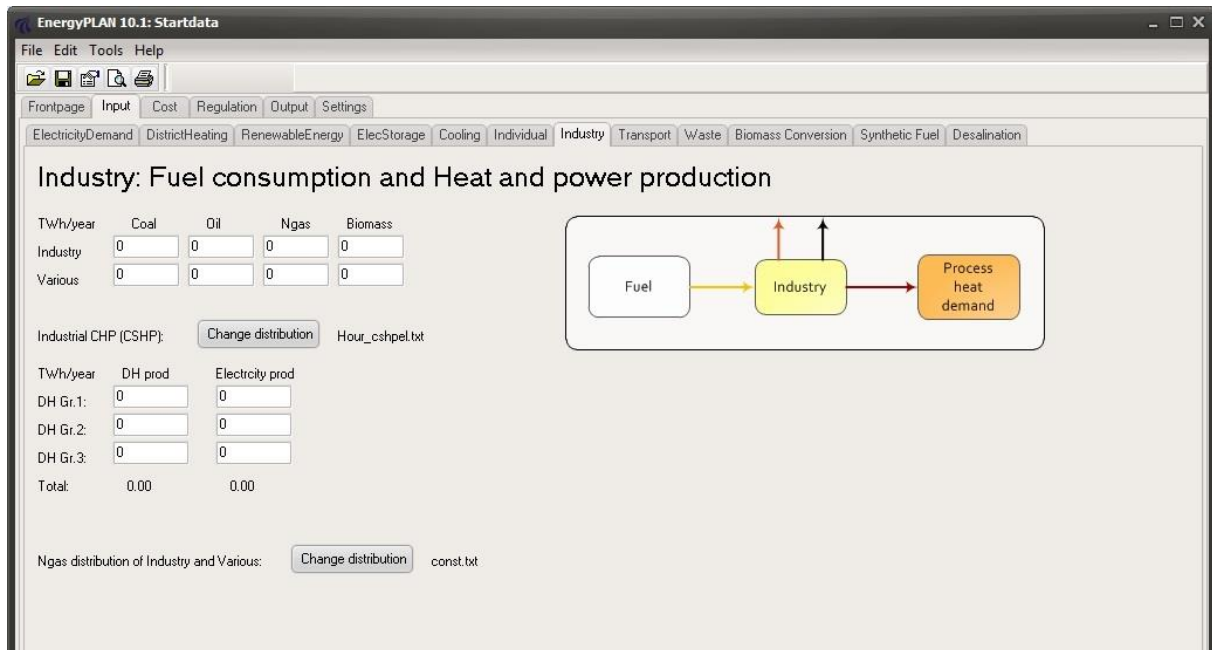 EnergyPLAN 10.1: Startdata
File Edit Tools Help
Frontpage Input Cost Regulation Output Settings
ElectricityDemand DistrictHeating RenewableEnergy ElecStorage Cooling Individual Industry Transport Waste Biomass Conversion Synthetic Fuel Desalination
Industry: Fuel consumption and Heat and power production
TWh/year Coal Oil Ngas Biomass
Industry 0 0 0 0
Various 0 0 0 0
Industrial CHP (CSHP): Change distribution Hour_cshpel.txt
TWh/year DH prod Electrcity prod
DH Gr.1: 0 0
DH Gr.2: 0 0
DH Gr.3: 0 0
Total: 0.00 0.00
Ngas distribution of Industry and Various: Change distribution const.txt
Fuel
Industry
Process
heat
demand